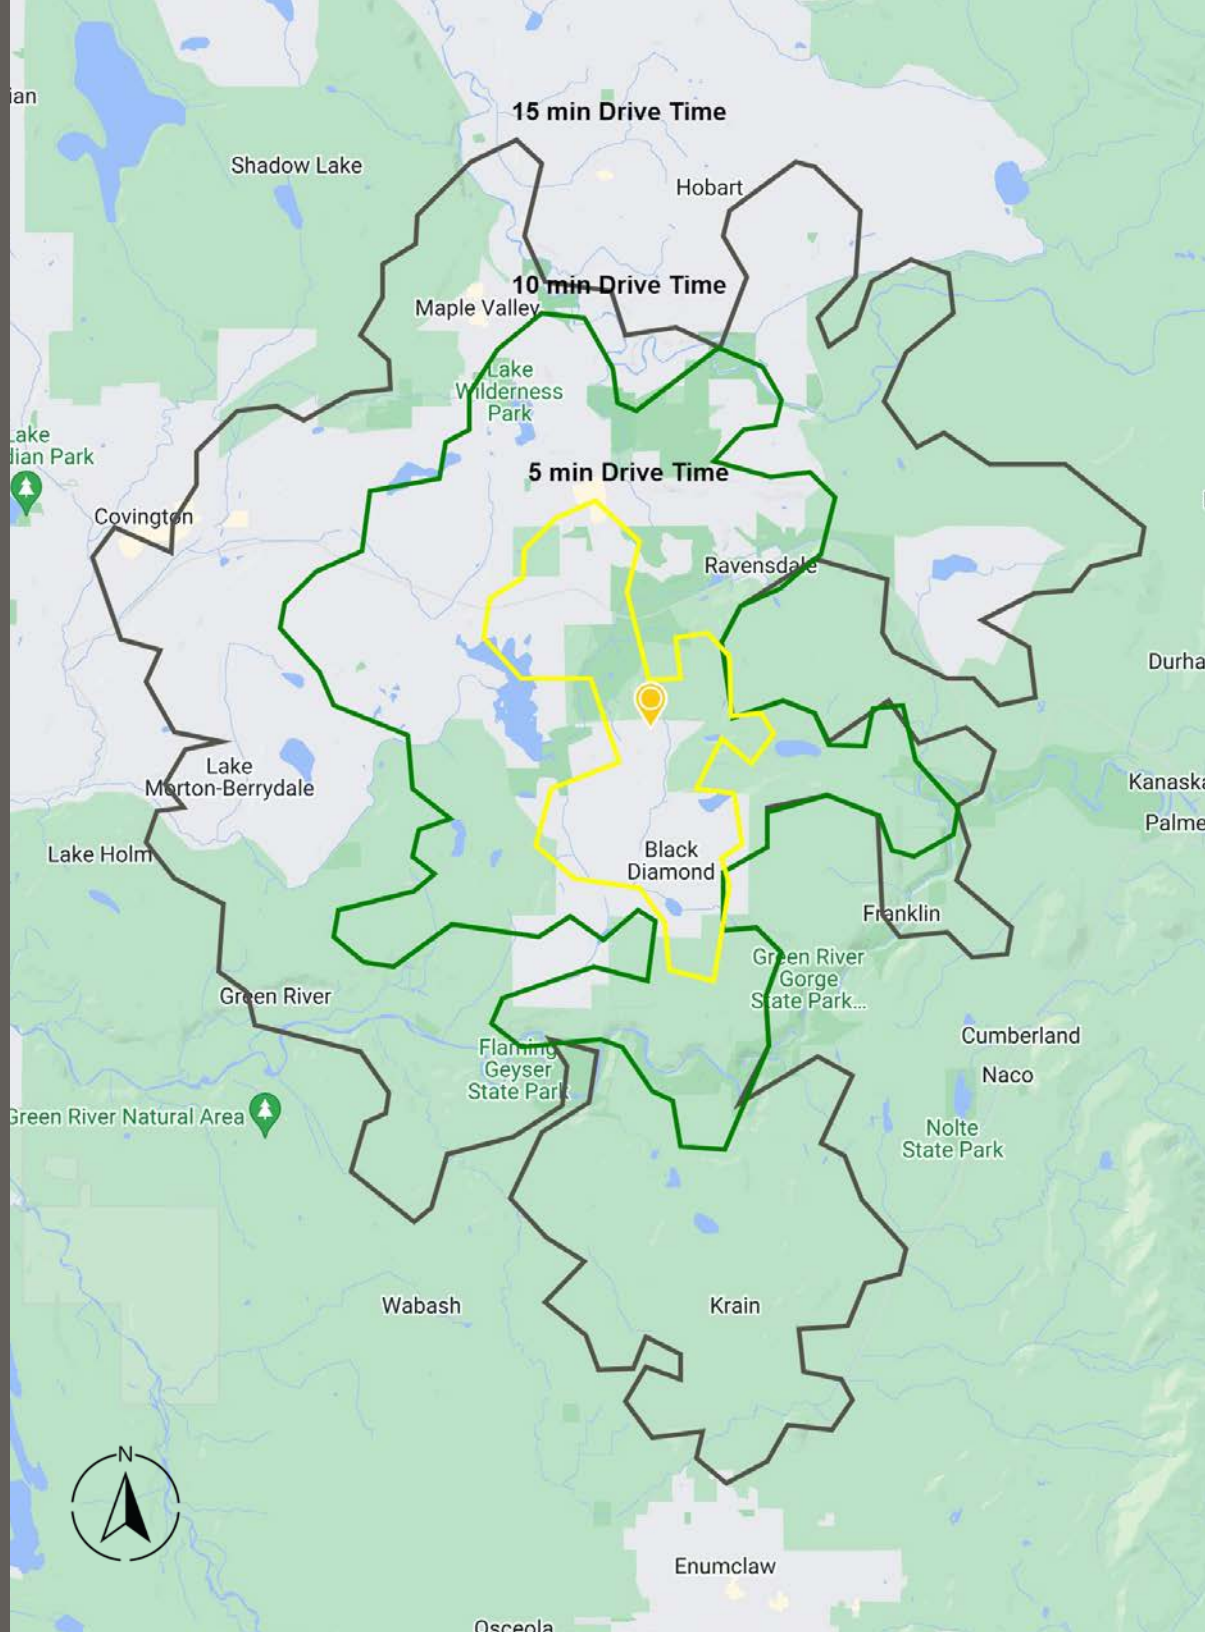 ian
15 min Drive Time
Shadow Lake
Hobart
10 min Drive Time
Maple Valley
Lake
Wilderness
Park
Lake
dian Park
5 min Drive Time
Covington
Ravensdale
Durha
Lake
Morton-Berrydale
Kanaska
Palme
Lake Holm
Black
Diamond
Franklin
Green River
Gorge
State Park...
Green River
Cumberland
Flaming
Geyser
State Park
Naco
Green River Natural Area
Nolte
State Park
Wabash
Krain
N
Enumclaw
Osceola